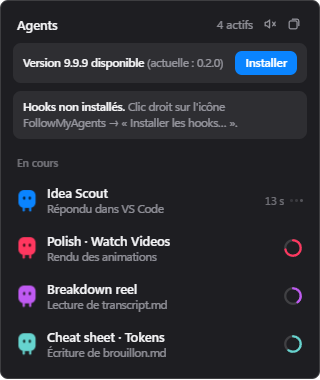 Agents 4 actifs
Version 9.9.9 disponible (actuelle : 0.2.0) Installer
Hooks non installés. Clic droit sur l'icône
FollowMyAgents → « Installer les hooks... ».
En cours
Idea Scout
Répondu dans VS Code
13 s
Polish · Watch Videos
Rendu des animations
Breakdown reel
Lecture de transcript.md
Cheat sheet · Tokens
Écriture de brouillon.md